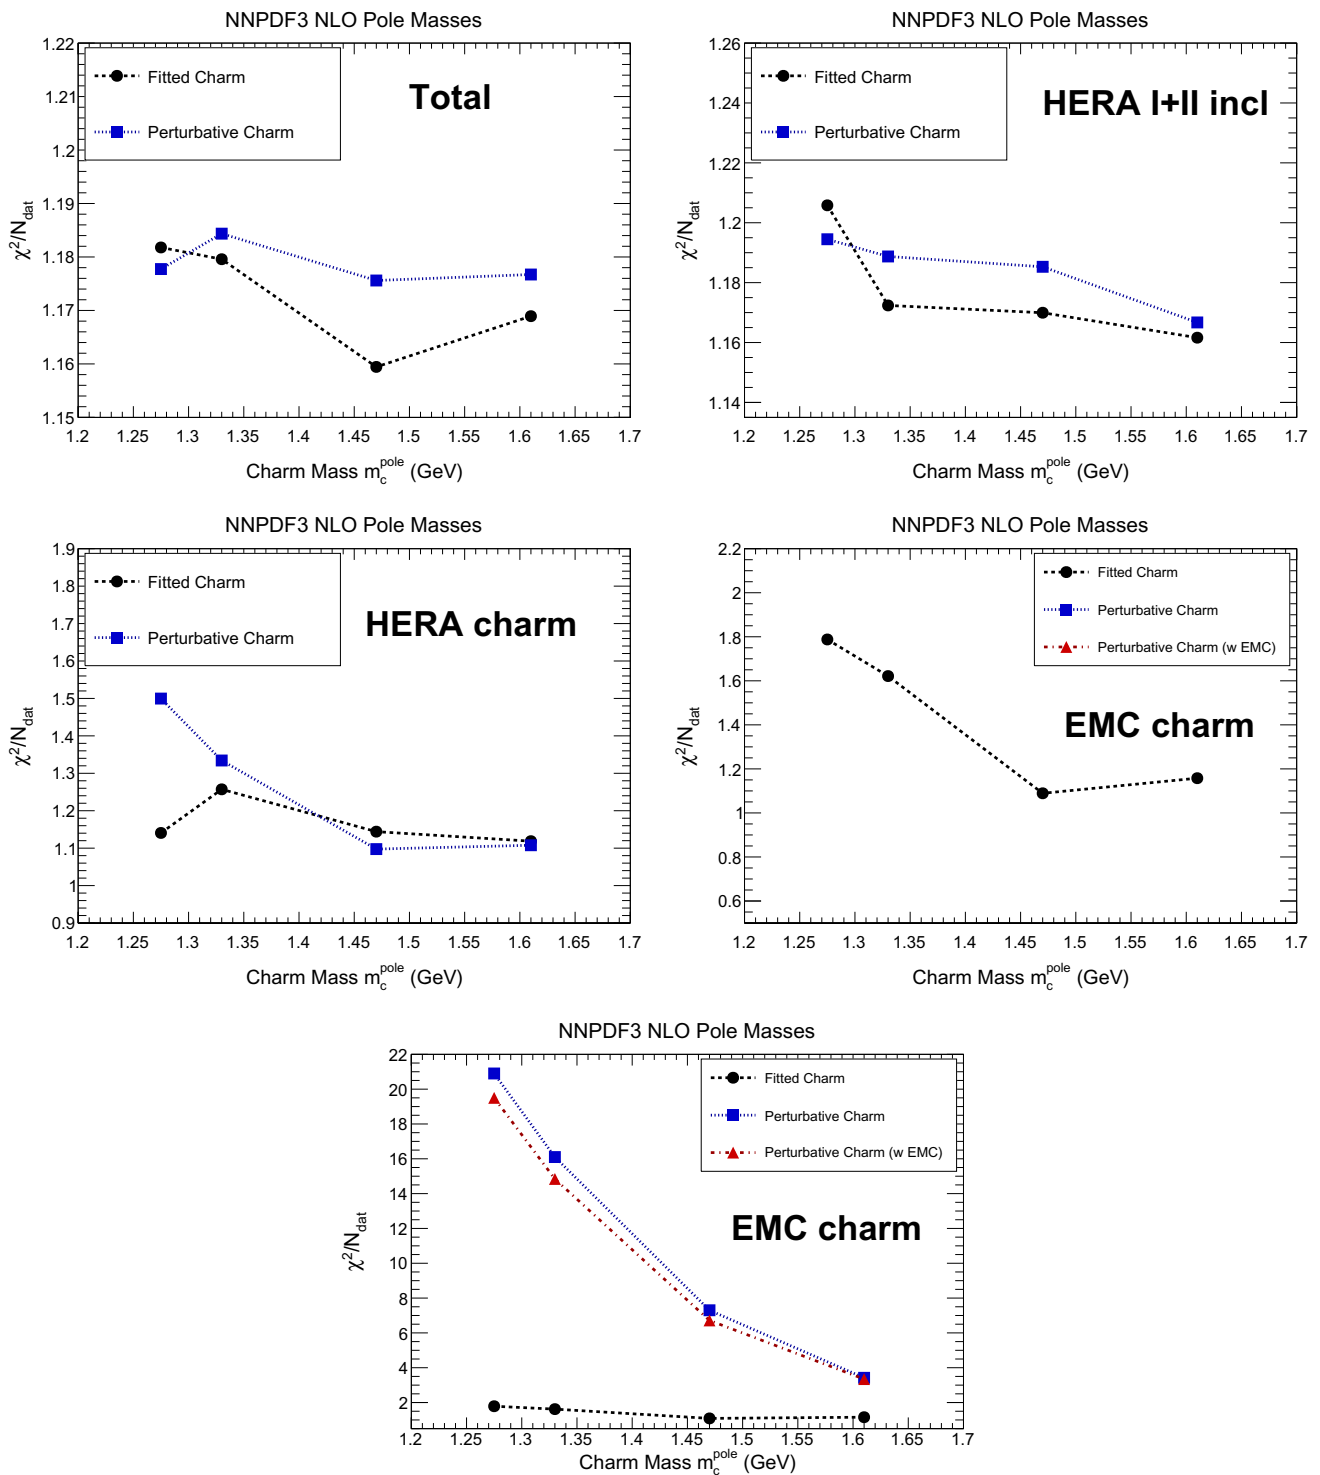 NNPDF3 NLO Pole Masses
Fitted Charm
Perturbative Charm
Total
χ²/N_dat
1.22
1.21
1.2
1.19
1.18
1.17
1.16
1.15
1.2 1.25 1.3 1.35 1.4 1.45 1.5 1.55 1.6 1.65 1.7
Charm Mass m_c^pole (GeV)
NNPDF3 NLO Pole Masses
Fitted Charm
Perturbative Charm
HERA I+II incl
χ²/N_dat
1.26
1.24
1.22
1.2
1.18
1.16
1.14
1.2 1.25 1.3 1.35 1.4 1.45 1.5 1.55 1.6 1.65 1.7
Charm Mass m_c^pole (GeV)
NNPDF3 NLO Pole Masses
Fitted Charm
Perturbative Charm
HERA charm
χ²/N_dat
1.9
1.8
1.7
1.6
1.5
1.4
1.3
1.2
1.1
1
0.9
1.2 1.25 1.3 1.35 1.4 1.45 1.5 1.55 1.6 1.65 1.7
Charm Mass m_c^pole (GeV)
NNPDF3 NLO Pole Masses
Fitted Charm
Perturbative Charm
Perturbative Charm (w EMC)
EMC charm
χ²/N_dat
2.2
2
1.8
1.6
1.4
1.2
1
0.8
0.6
1.2 1.25 1.3 1.35 1.4 1.45 1.5 1.55 1.6 1.65 1.7
Charm Mass m_c^pole (GeV)
NNPDF3 NLO Pole Masses
Fitted Charm
Perturbative Charm
Perturbative Charm (w EMC)
EMC charm
χ²/N_dat
22
20
18
16
14
12
10
8
6
4
2
1.2 1.25 1.3 1.35 1.4 1.45 1.5 1.55 1.6 1.65 1.7
Charm Mass m_c^pole (GeV)